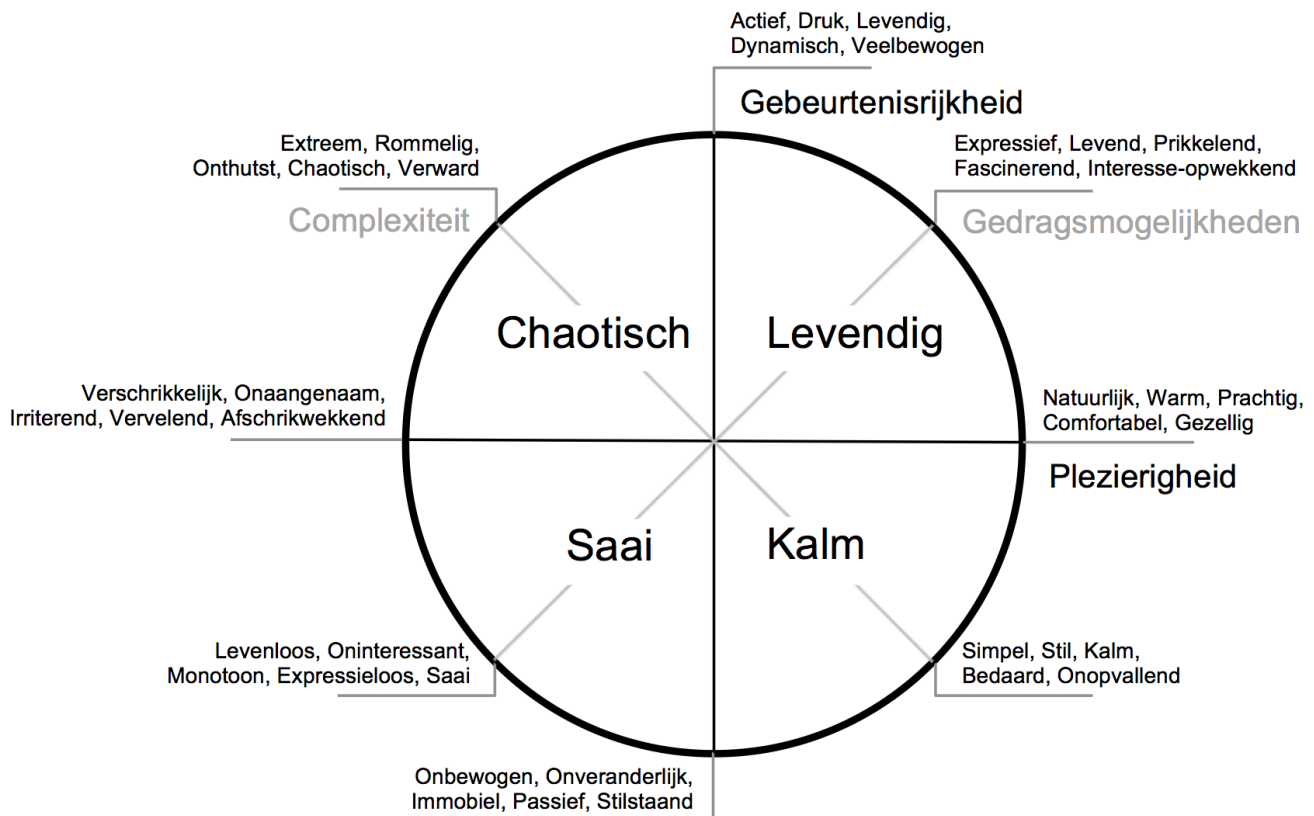 Actief, Druk, Levendig,
Dynamisch, Veelbewogen
Gebeurtenisrijkheid
Extreem, Rommelig,
Onthutst, Chaotisch, Verward
Complexiteit
Expressief, Levend, Prikkelend,
Fascinerend, Interesse-opwekkend
Gedragsmogelijkheden
Chaotisch
Levendig
Verschrikkelijk, Onaangenaam,
Irriterend, Vervelend, Afschrikwekkend
Natuurlijk, Warm, Prachtig,
Comfortabel, Gezellig
Plezierigheid
Saai
Kalm
Levenloos, Oninteressant,
Monotoon, Expressieloos, Saai
Simpel, Stil, Kalm,
Bedaard, Onopvallend
Onbewogen, Onveranderlijk,
Immobiel, Passief, Stilstaand